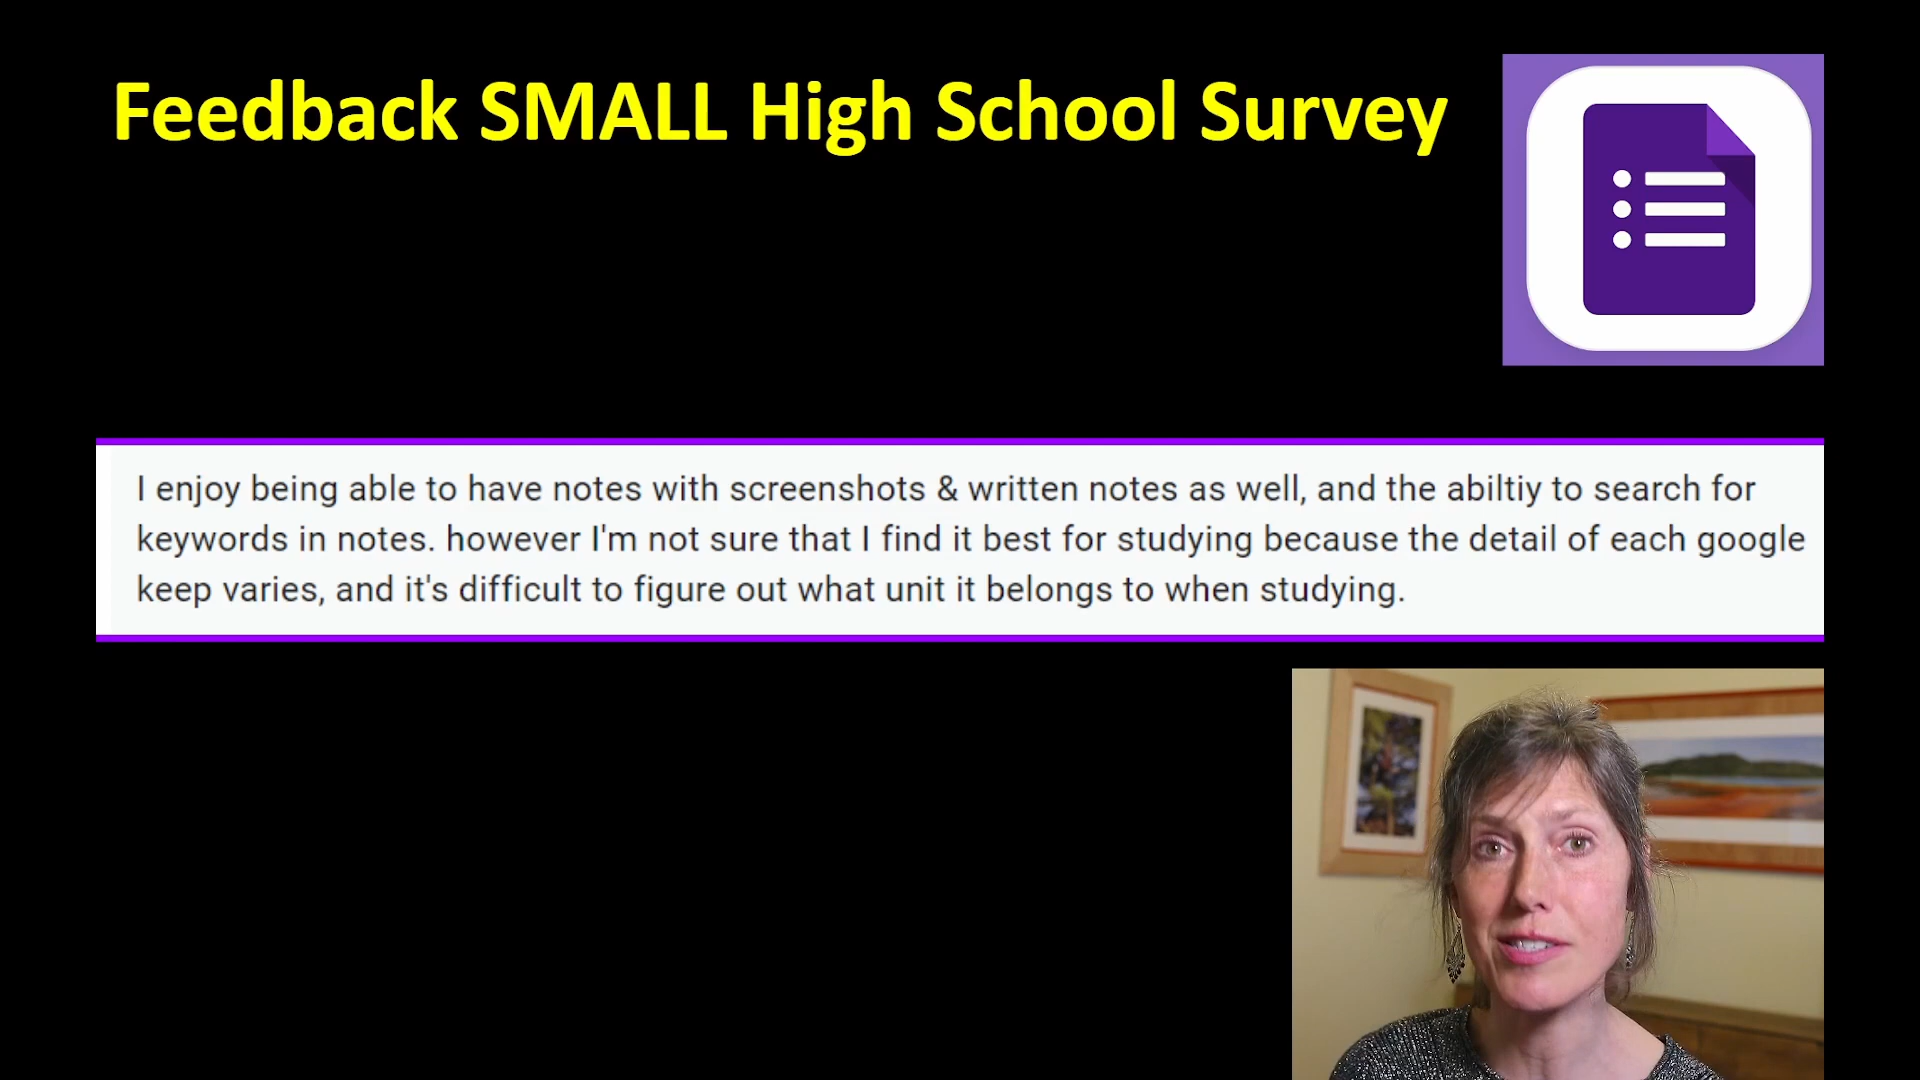 Feedback SMALL High School Survey
I enjoy being able to have notes with screenshots & written notes as well, and the abiltiy to search for
keywords in notes. however I'm not sure that I find it best for studying because the detail of each google
keep varies, and it's difficult to figure out what unit it belongs to when studying.